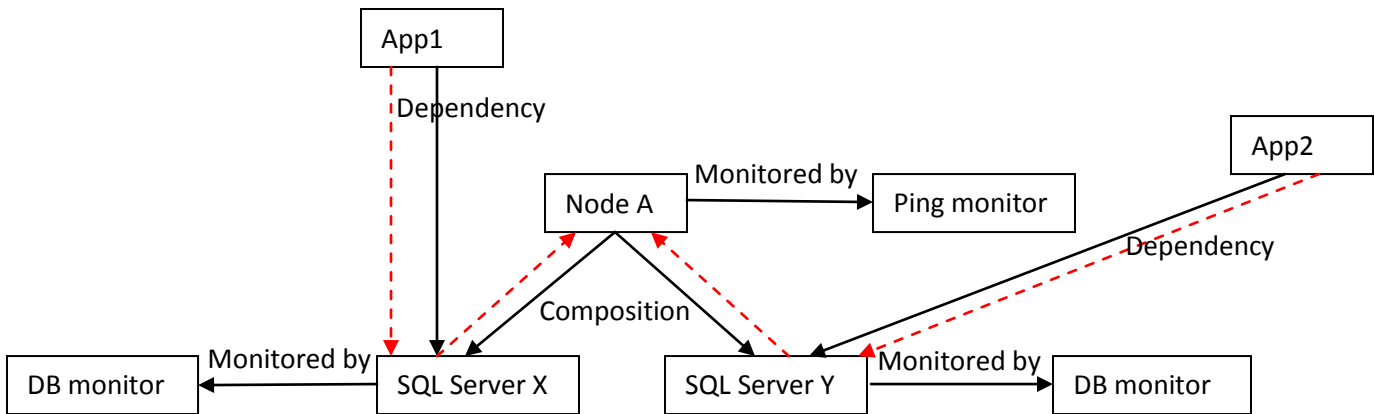 App1
Dependency
App2
Monitored by
Node A
Ping monitor
Dependency
Composition
Monitored by
Monitored by
DB monitor
SQL Server X
SQL Server Y
DB monitor